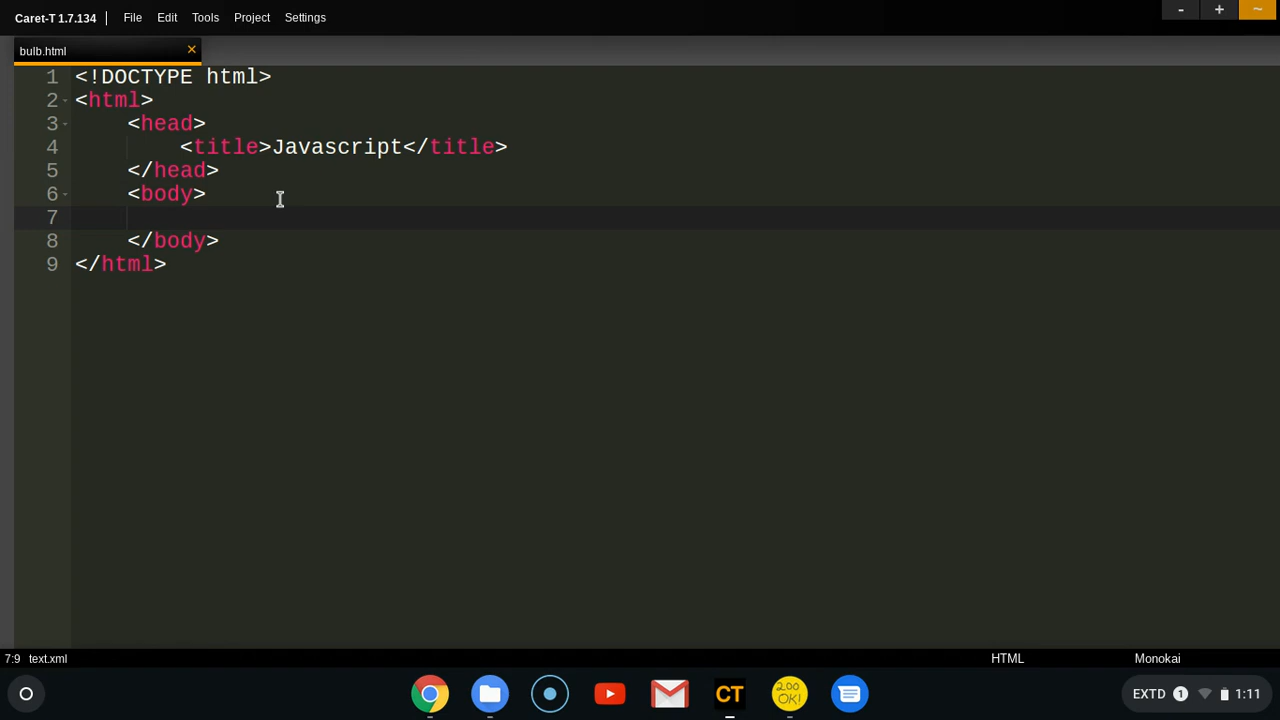 Caret-T 1.7.134 File Edit Tools Project Settings - + ~
bulb.html ×
1 <!DOCTYPE html>
2 <html>
3 <head>
4 <title>Javascript</title>
5 </head>
6 <body>
7
8 </body>
9 </html>
7:9 text.xml HTML Monokai
CT 200 OK! EXTD 1 1:11